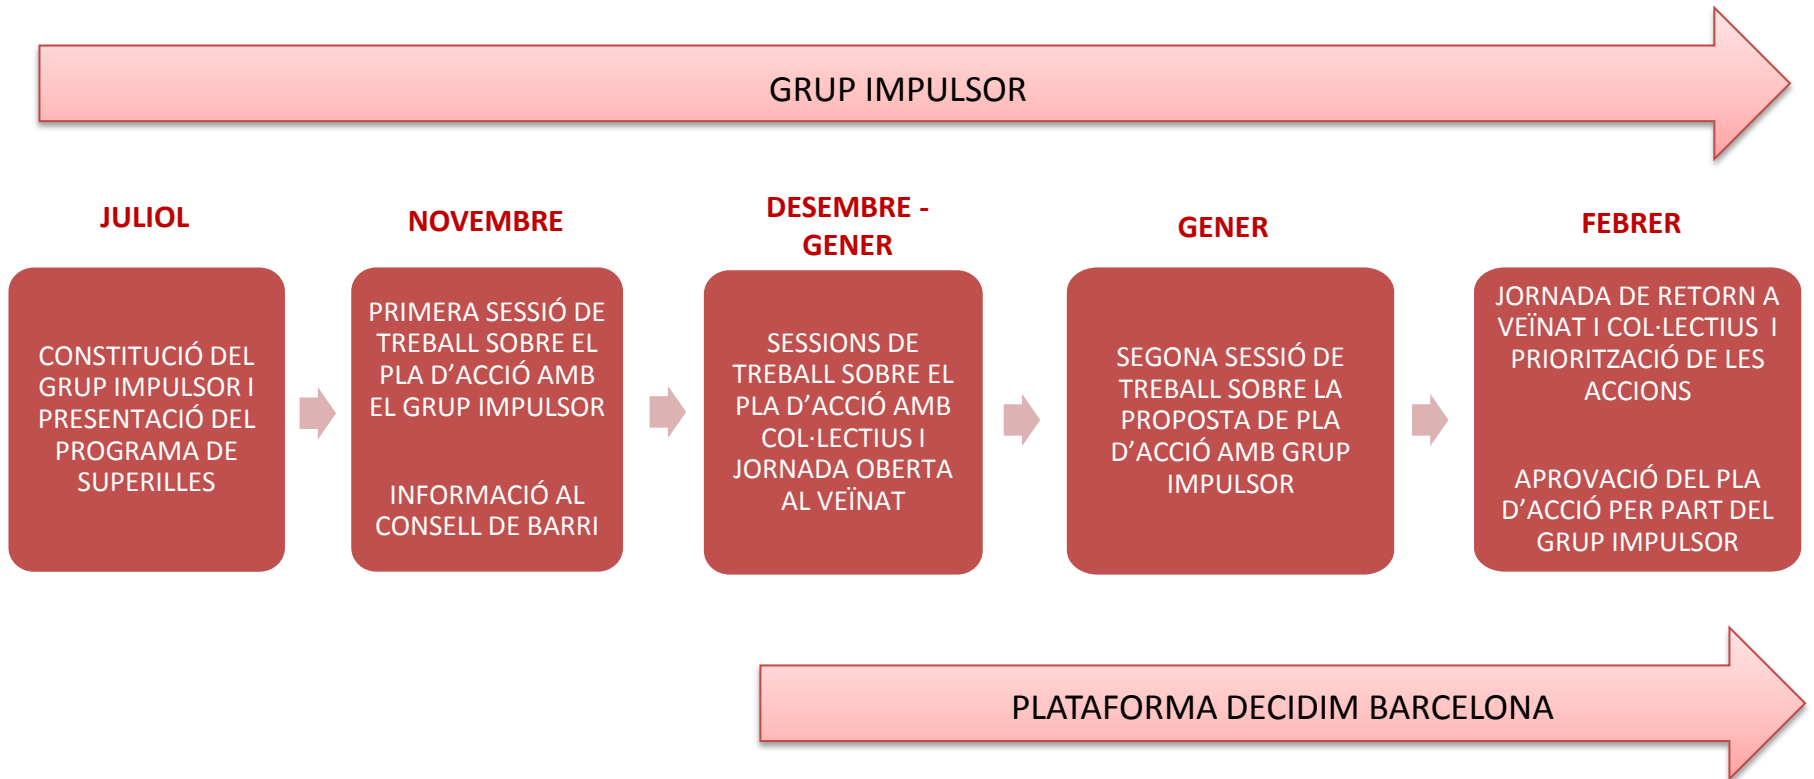 GRUP IMPULSOR
JULIOL
CONSTITUCIÓ DEL
GRUP IMPULSOR I
PRESENTACIÓ DEL
PROGRAMA DE
SUPERILLES
NOVEMBRE
PRIMERA SESSIÓ DE
TREBALL SOBRE EL
PLA D’ACCIÓ AMB
EL GRUP IMPULSOR
INFORMACIÓ AL
CONSELL DE BARRI
DESEMBRE -
GENER
SESSIONS DE
TREBALL SOBRE EL
PLA D’ACCIÓ AMB
COL·LECTIUS I
JORNADA OBERTA
AL VEÏNAT
GENER
SEGONA SESSIÓ DE
TREBALL SOBRE LA
PROPOSTA DE PLA
D’ACCIÓ AMB GRUP
IMPULSOR
FEBRER
JORNADA DE RETORN A
VEÏNAT I COL·LECTIUS I
PRIORITZACIÓ DE LES
ACCIONS
APROVACIÓ DEL PLA
D’ACCIÓ PER PART DEL
GRUP IMPULSOR
PLATAFORMA DECIDIM BARCELONA